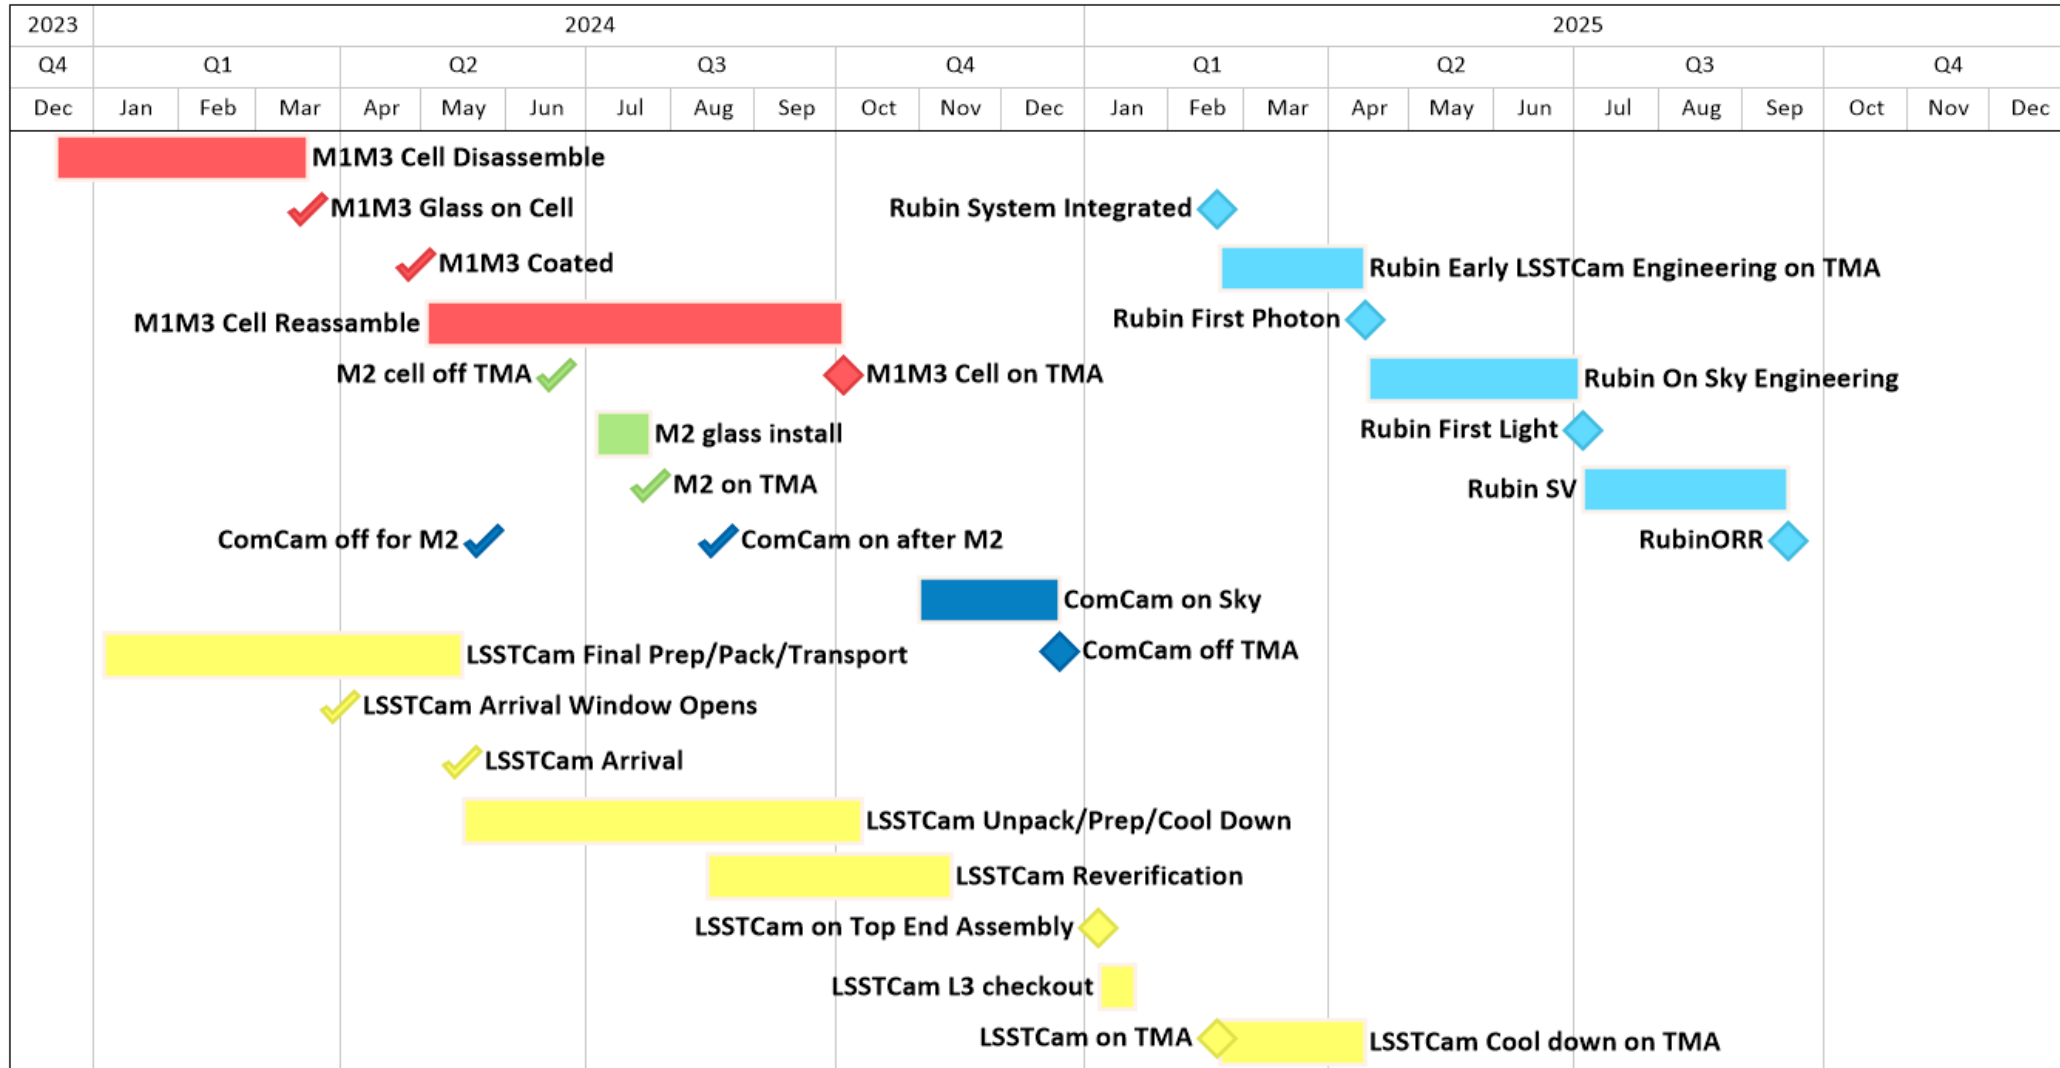 2023 2024 2025
Q4 Q1 Q2 Q3 Q4 Q1 Q2 Q3 Q4
Dec Jan Feb Mar Apr May Jun Jul Aug Sep Oct Nov Dec Jan Feb Mar Apr May Jun Jul Aug Sep Oct Nov Dec
M1M3 Cell Disassemble
M1M3 Glass on Cell Rubin System Integrated
M1M3 Coated Rubin Early LSSTCam Engineering on TMA
M1M3 Cell Reassamble Rubin First Photon
M2 cell off TMA M1M3 Cell on TMA Rubin On Sky Engineering
M2 glass install Rubin First Light
M2 on TMA Rubin SV
ComCam off for M2 ComCam on after M2 RubinORR
ComCam on Sky
LSSTCam Final Prep/Pack/Transport ComCam off TMA
LSSTCam Arrival Window Opens
LSSTCam Arrival
LSSTCam Unpack/Prep/Cool Down
LSSTCam Reverification
LSSTCam on Top End Assembly
LSSTCam L3 checkout
LSSTCam on TMA LSSTCam Cool down on TMA